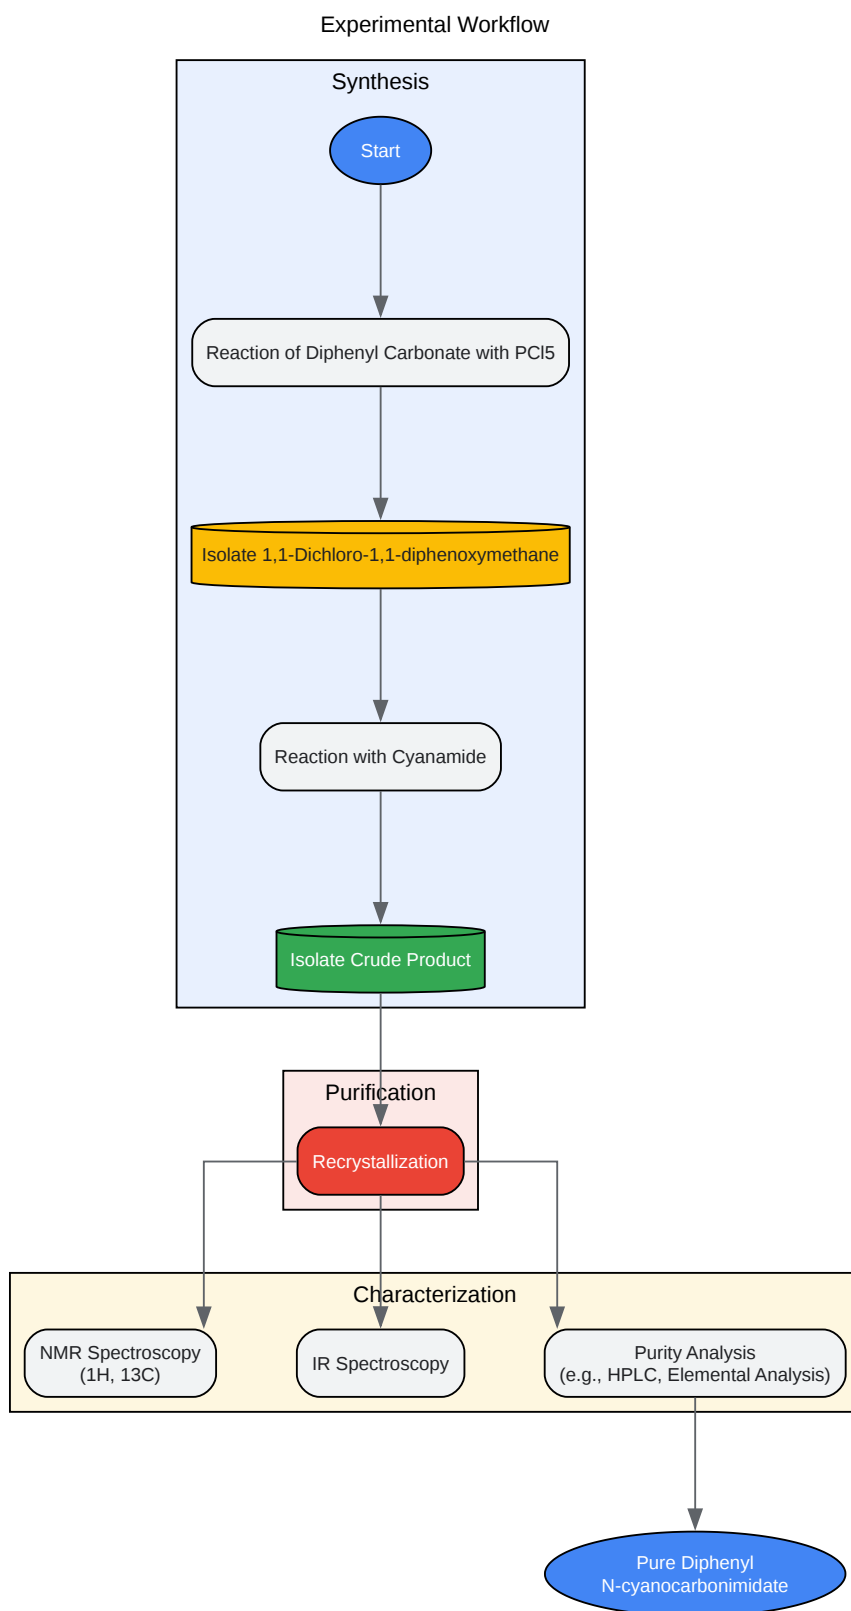 Experimental Workflow
Synthesis
Start
Reaction of Diphenyl Carbonate with PCl5
Isolate 1,1-Dichloro-1,1-diphenoxymethane
Reaction with Cyanamide
Isolate Crude Product
Purification
Recrystallization
Characterization
NMR Spectroscopy
(1H, 13C)
IR Spectroscopy
Purity Analysis
(e.g., HPLC, Elemental Analysis)
Pure Diphenyl
N-cyanocarbonimidate